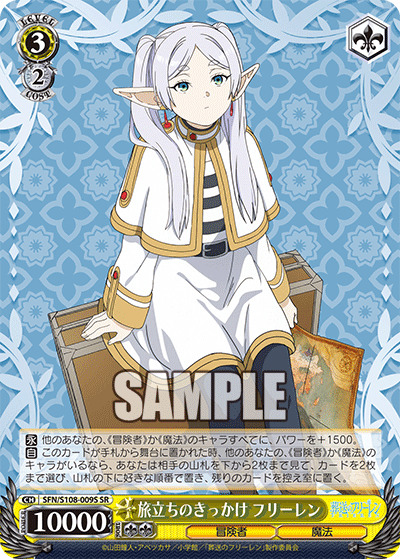 LEVEL
3
2
COST
SAMPLE
永 他のあなたの、《冒険者》か《魔法》のキャラすべてに、パワーを＋1500。
自 このカードが手札から舞台に置かれた時、他のあなたの、《冒険者》か《魔法》のキャラがいるなら、あなたは相手の山札を下から2枚まで見て、カードを2枚まで選び、山札の下に好きな順番で置き、残りのカードを控室に置く。
CH SFN/S108-009S SR
10000
旅立ちのきっかけ フリーレン
葬送のフリーレン
冒険者
魔法
©山田鐘人・アベツカサ／小学館／「葬送のフリーレン」製作委員会